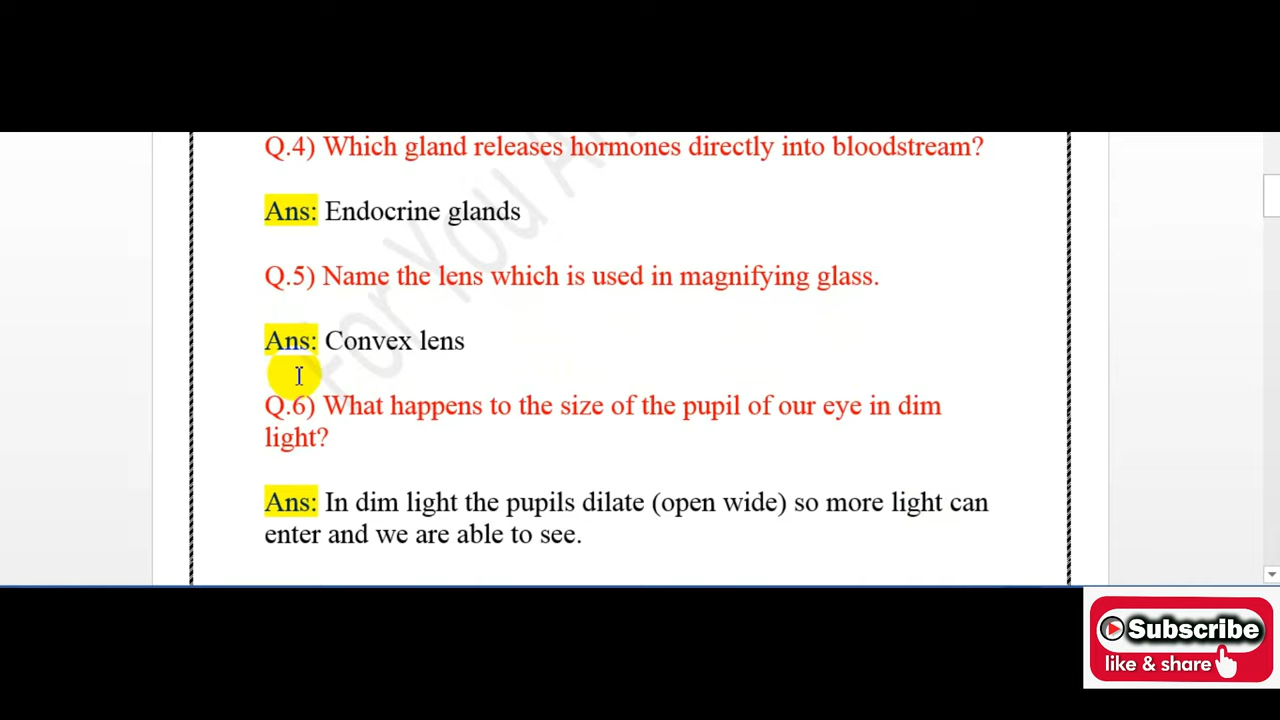 Q.4) Which gland releases hormones directly into bloodstream?
Ans: Endocrine glands
Q.5) Name the lens which is used in magnifying glass.
Ans: Convex lens
Q.6) What happens to the size of the pupil of our eye in dim
light?
Ans: In dim light the pupils dilate (open wide) so more light can
enter and we are able to see.
For You An
Subscribe
like & share